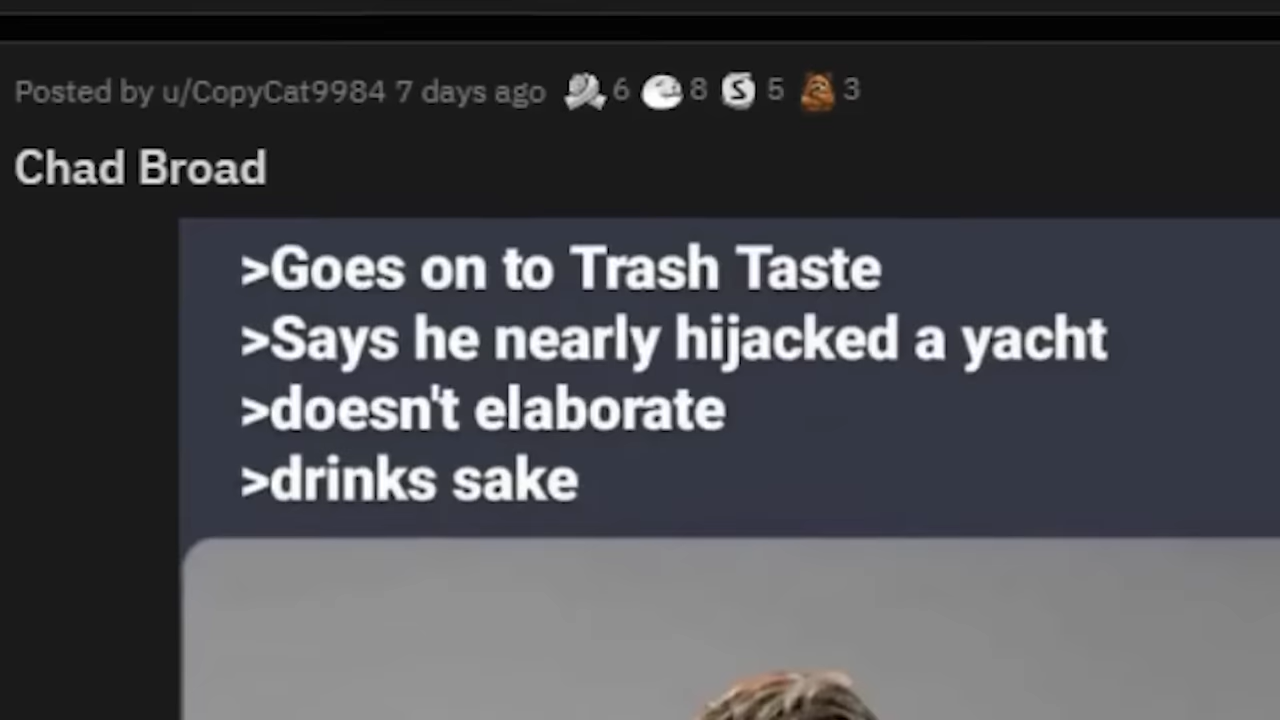 Posted by u/CopyCat9984 7 days ago 6 8 S 5 3
Chad Broad
>Goes on to Trash Taste
>Says he nearly hijacked a yacht
>doesn't elaborate
>drinks sake